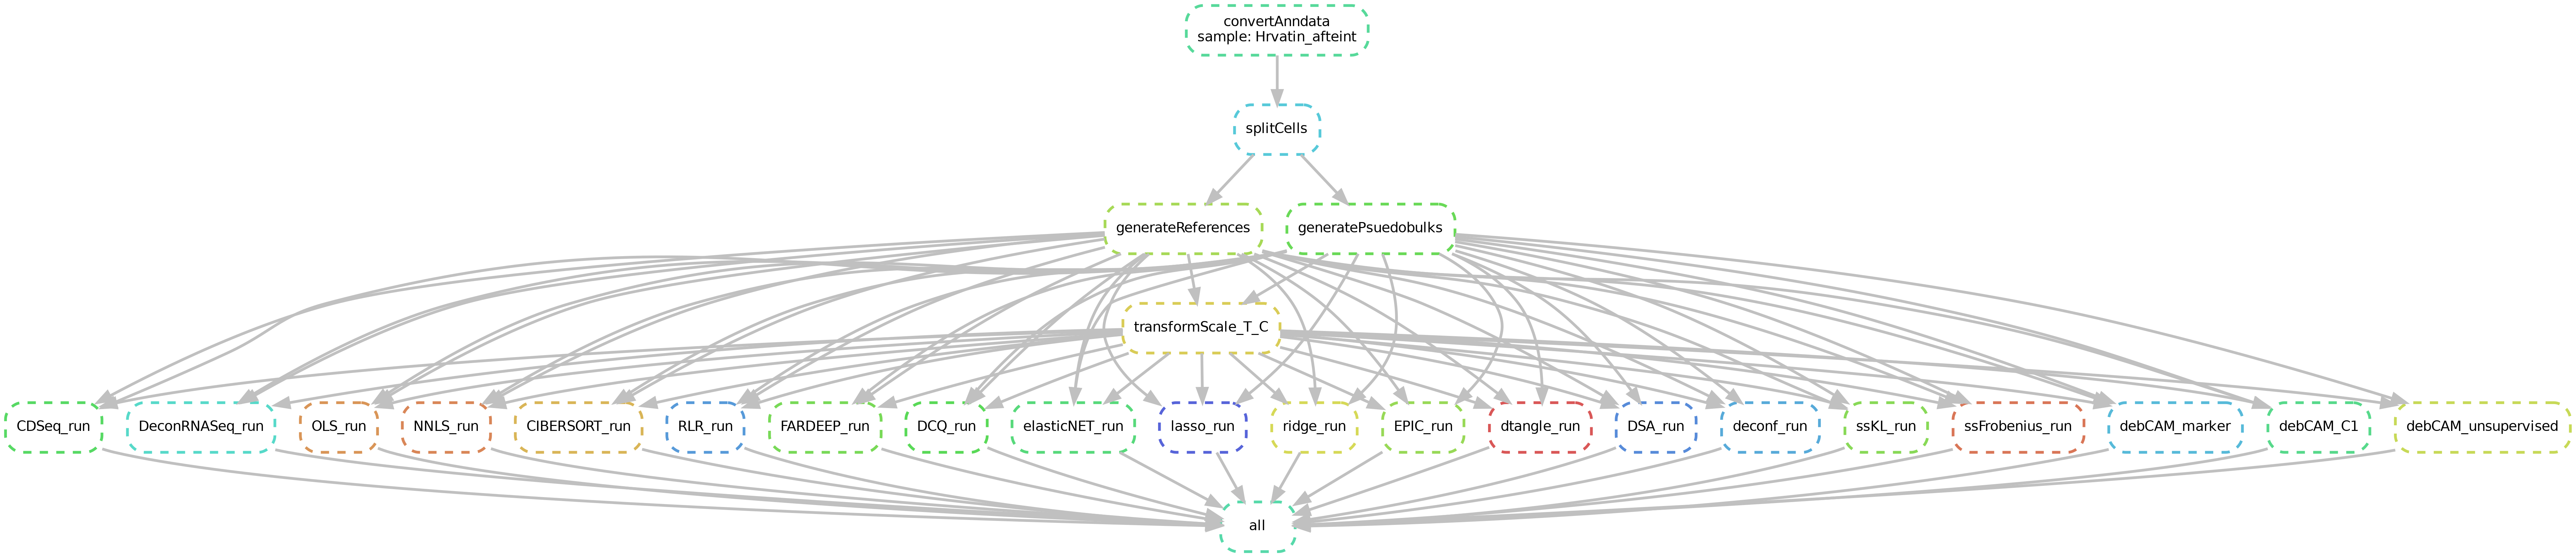 convertAnndata
sample: Hrvatin_afteint
splitCells
generateReferences
generatePsuedobulks
transformScale_T_C
CDSeq_run
DeconRNASeq_run
OLS_run
NNLS_run
CIBERSORT_run
RLR_run
FARDEEP_run
DCQ_run
elasticNET_run
lasso_run
ridge_run
EPIC_run
dtangle_run
DSA_run
deconf_run
ssKL_run
ssFrobenius_run
debCAM_marker
debCAM_C1
debCAM_unsupervised
all